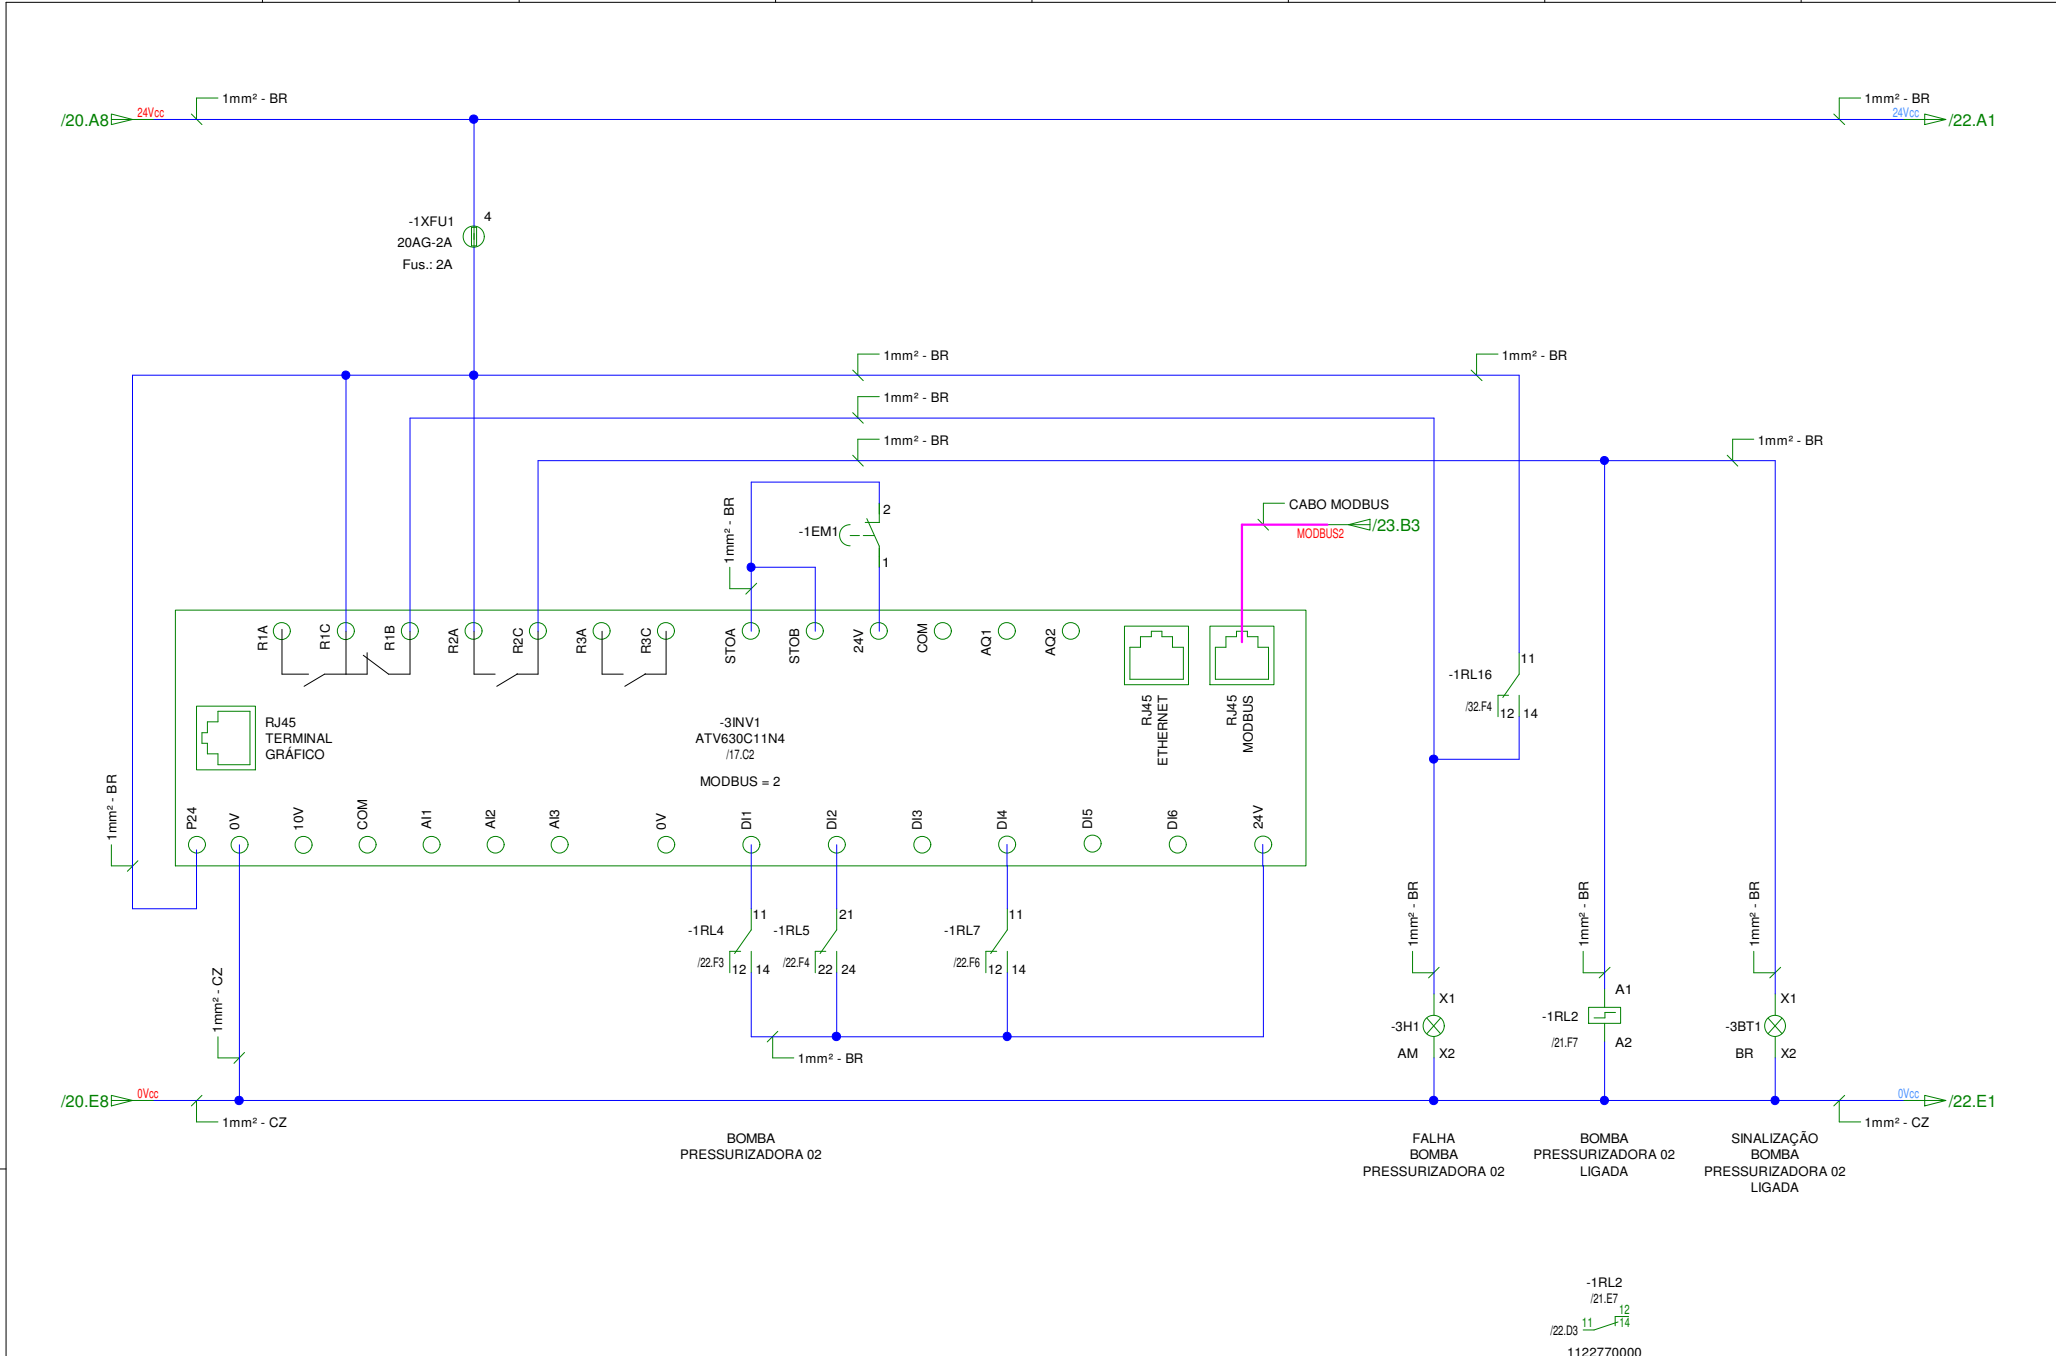 1mm² - BR
1mm² - BR
/20.A8
24Vcc
24Vcc
/22.A1
-1XFU1
4
20AG-2A
Fus.: 2A
1mm² - BR
1mm² - BR
1mm² - BR
1mm² - BR
1mm² - BR
1mm² - BR
-1EM1
2
1
CABO MODBUS
MODBUS2
/23.B3
R1A
R1C
R1B
R2A
R2C
R3A
R3C
STOA
STOB
24V
COM
AQ1
AQ2
RJ45
ETHERNET
RJ45
MODBUS
-1RL16
/32.F4
11
12
14
RJ45
TERMINAL
GRÁFICO
-3INV1
ATV630C11N4
/17.C2
MODBUS = 2
1mm² - BR
P24
0V
10V
COM
AI1
AI2
AI3
0V
DI1
DI2
DI3
DI4
DI5
DI6
24V
-1RL4
/22.F3
11
12
14
-1RL5
/22.F4
21
22
24
-1RL7
/22.F6
11
12
14
1mm² - CZ
1mm² - BR
1mm² - BR
1mm² - BR
1mm² - BR
X1
-3H1
AM
X2
A1
-1RL2
/21.F7
A2
X1
-3BT1
BR
X2
/20.E8
0Vcc
0Vcc
/22.E1
1mm² - CZ
1mm² - CZ
BOMBA
PRESSURIZADORA 02
FALHA
BOMBA
PRESSURIZADORA 02
BOMBA
PRESSURIZADORA 02
LIGADA
SINALIZAÇÃO
BOMBA
PRESSURIZADORA 02
LIGADA
-1RL2
/21.E7
12
/22.D3
11
14
1122770000